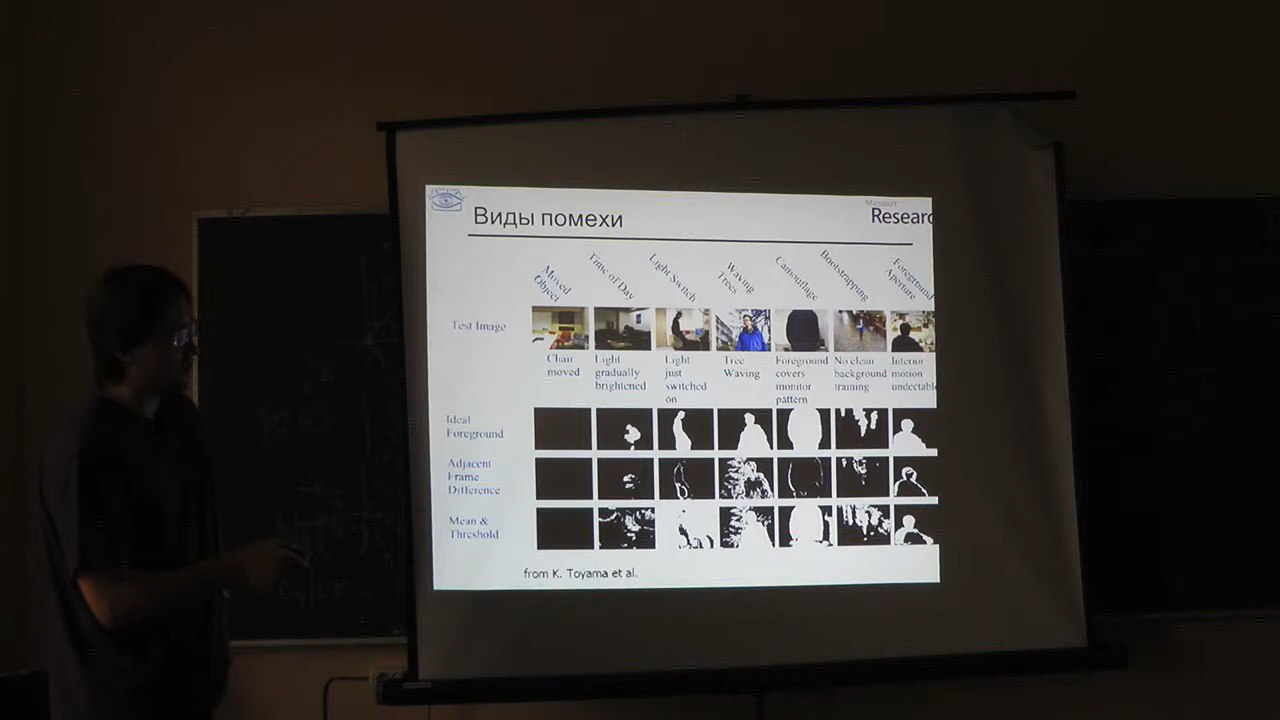 Виды помехи
Microsoft
Researc
Moved
Object
Time of Day
Light Switch
Waving
Trees
Camouflage
Bootstrapping
Foreground
Aperture
Test Image
Chair
moved
Light
gradually
brightened
Light
just
switched
on
Tree
Waving
Foreground
covers
monitor
pattern
No clean
background
training
Interior
motion
undectable
Ideal
Foreground
Adjacent
Frame
Difference
Mean &
Threshold
from K. Toyama et al.